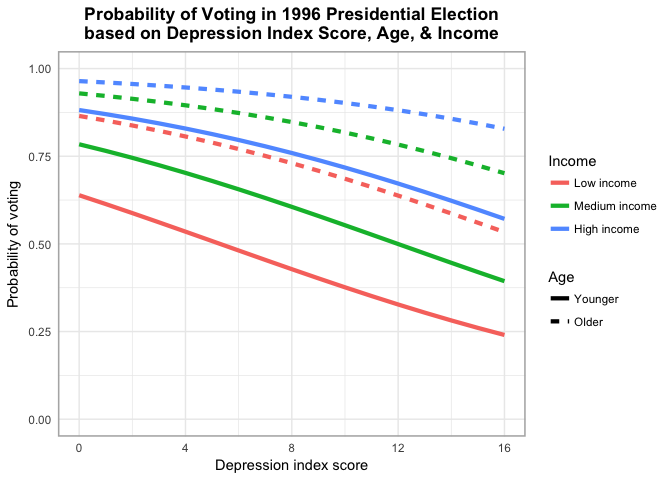 Probability of Voting in 1996 Presidential Election
based on Depression Index Score, Age, & Income
1.00
0.75
0.50
0.25
0.00
Probability of voting
0 4 8 12 16
Depression index score
Income
Low income
Medium income
High income
Age
Younger
Older